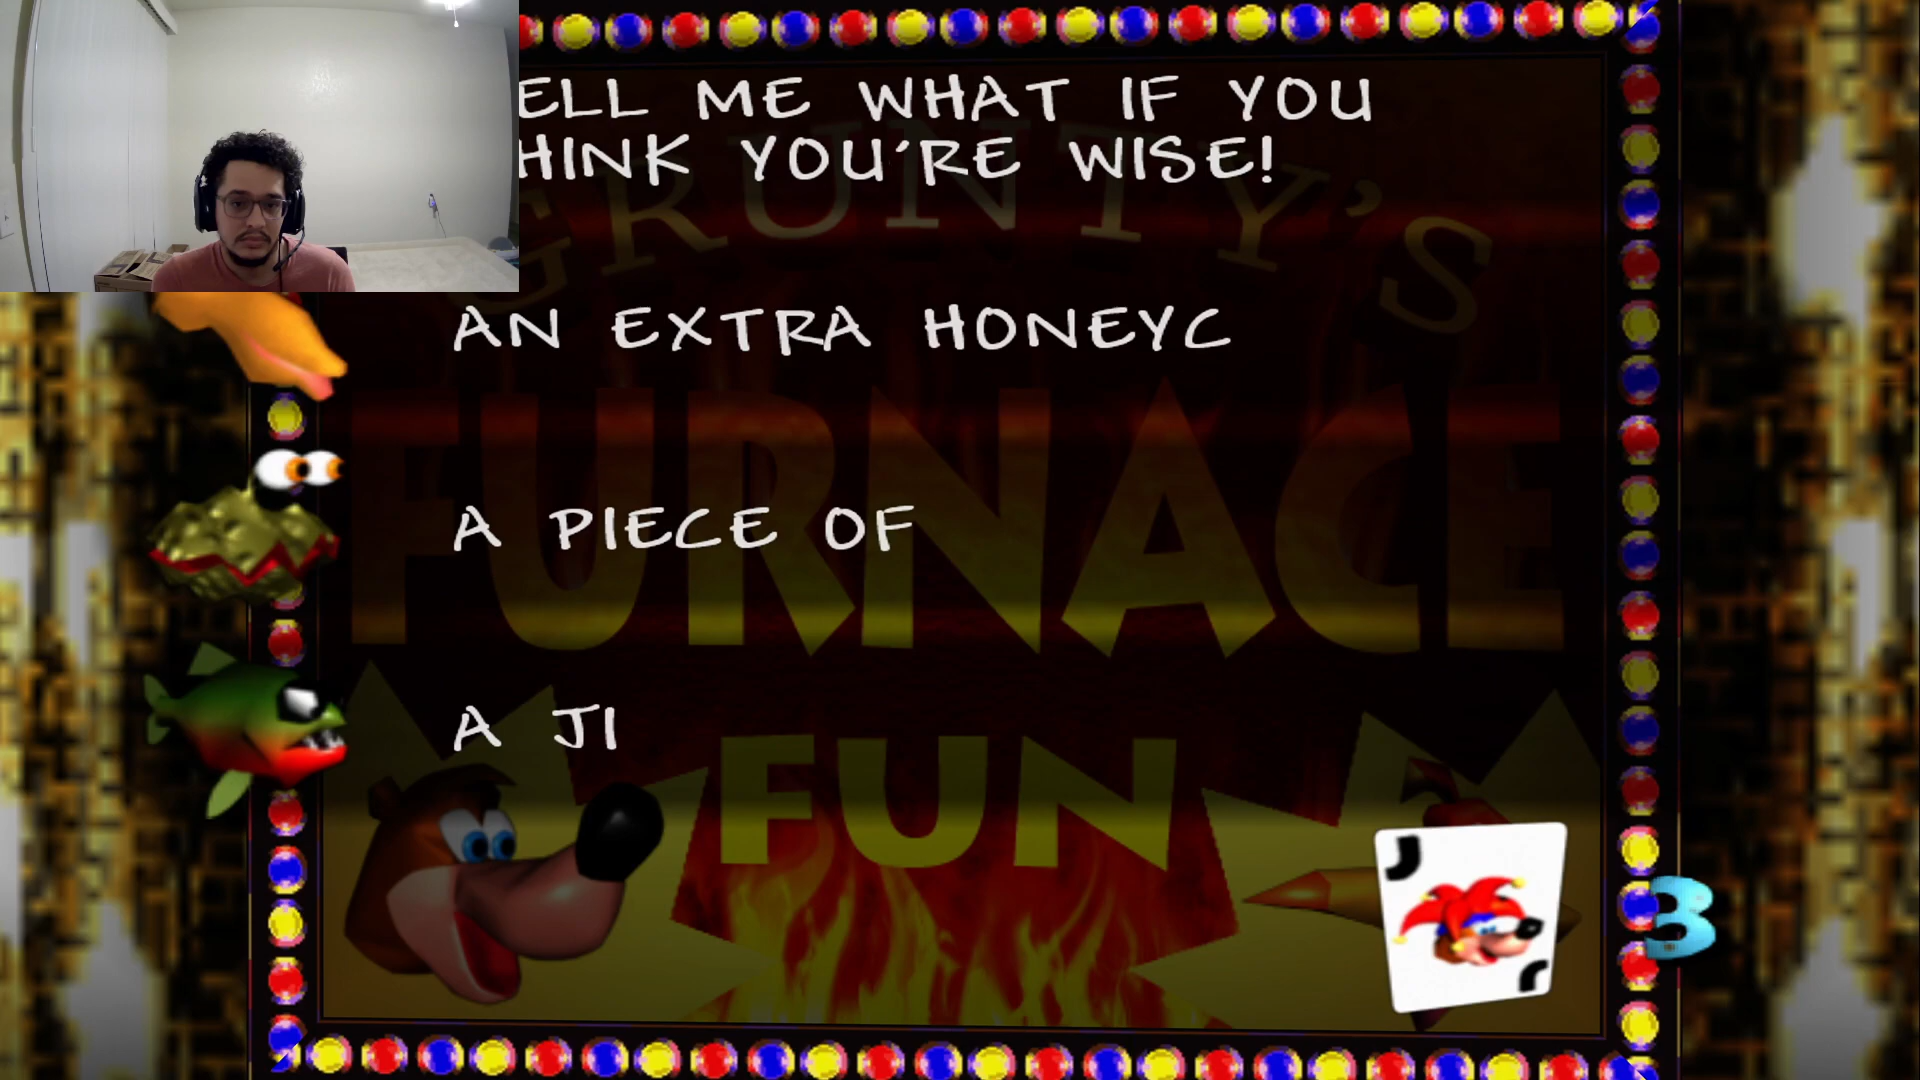 ELL ME WHAT IF YOU
HINK YOU'RE WISE!
GRUNTY'S
AN EXTRA HONEYC
FURNACE
A PIECE OF
A JI
FUN
J
3
J